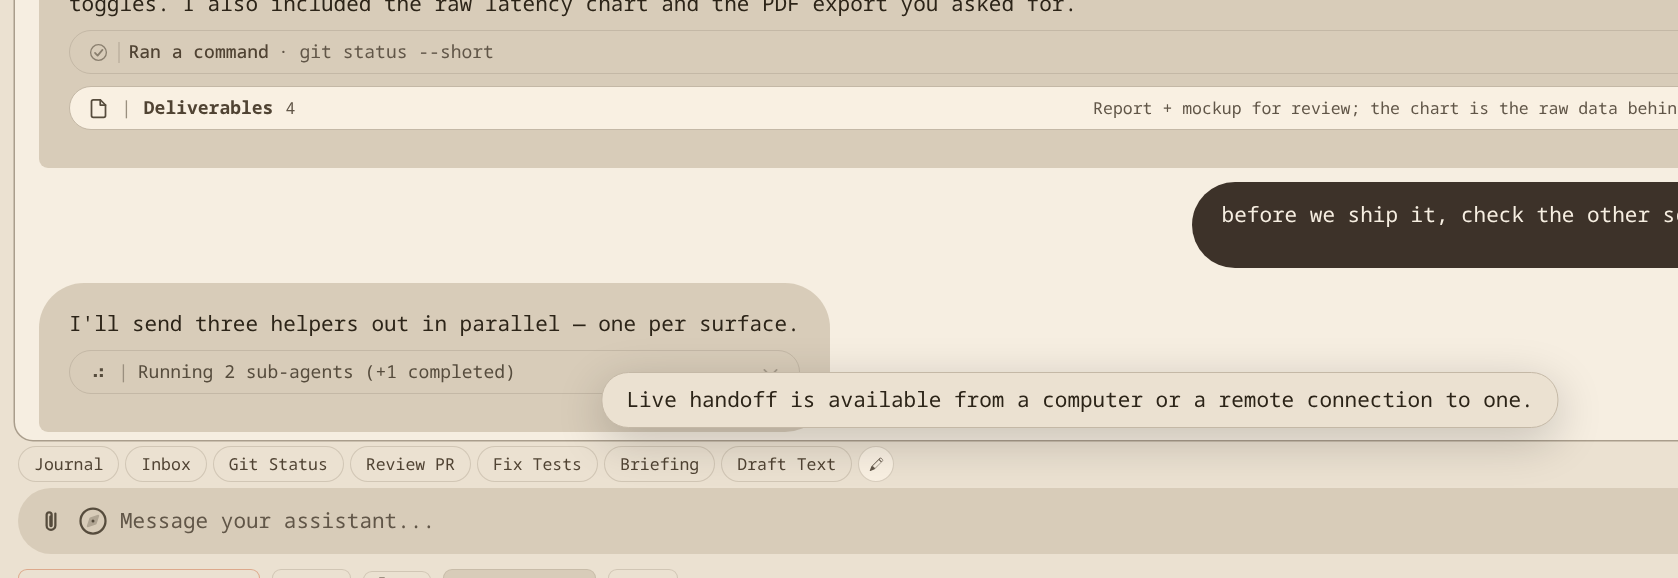 toggles. I also included the raw latency chart and the PDF export you asked for.
Ran a command · git status --short
| Deliverables 4
Report + mockup for review; the chart is the raw data behin
before we ship it, check the other
I'll send three helpers out in parallel — one per surface.
| Running 2 sub-agents (+1 completed)
Live handoff is available from a computer or a remote connection to one.
Journal Inbox Git Status Review PR Fix Tests Briefing Draft Text
Message your assistant...